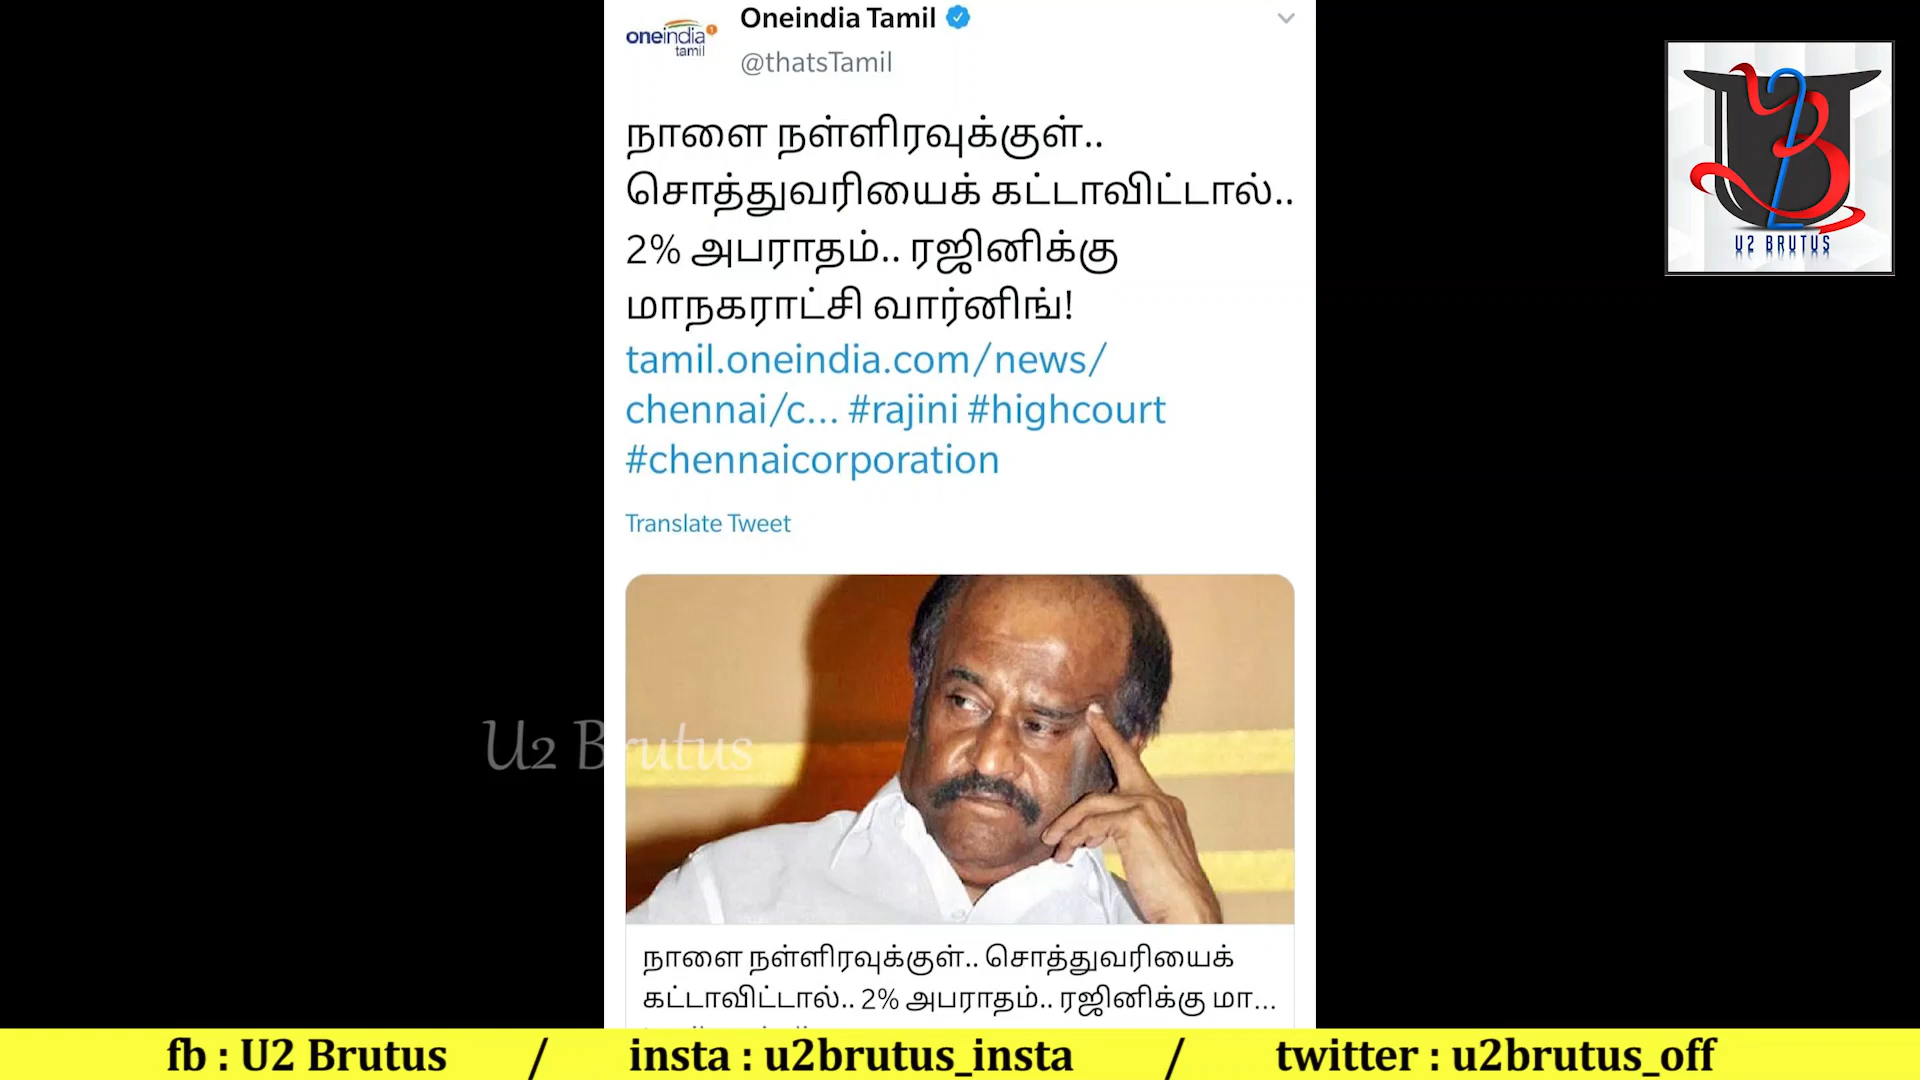 Oneindia Tamil
oneindia
tamil
@thatsTamil
நாளை நள்ளிரவுக்குள்..
சொத்துவரியைக் கட்டாவிட்டால்..
2% அபராதம்.. ரஜினிக்கு
மாநகராட்சி வார்னிங்!
tamil.oneindia.com/news/
chennai/c... #rajini #highcourt
#chennaicorporation
Translate Tweet
U2 BRUTUS
U2 Brutus
நாளை நள்ளிரவுக்குள்.. சொத்துவரியைக்
கட்டாவிட்டால்.. 2% அபராதம்.. ரஜினிக்கு மா...
fb : U2 Brutus / insta : u2brutus_insta / twitter : u2brutus_off